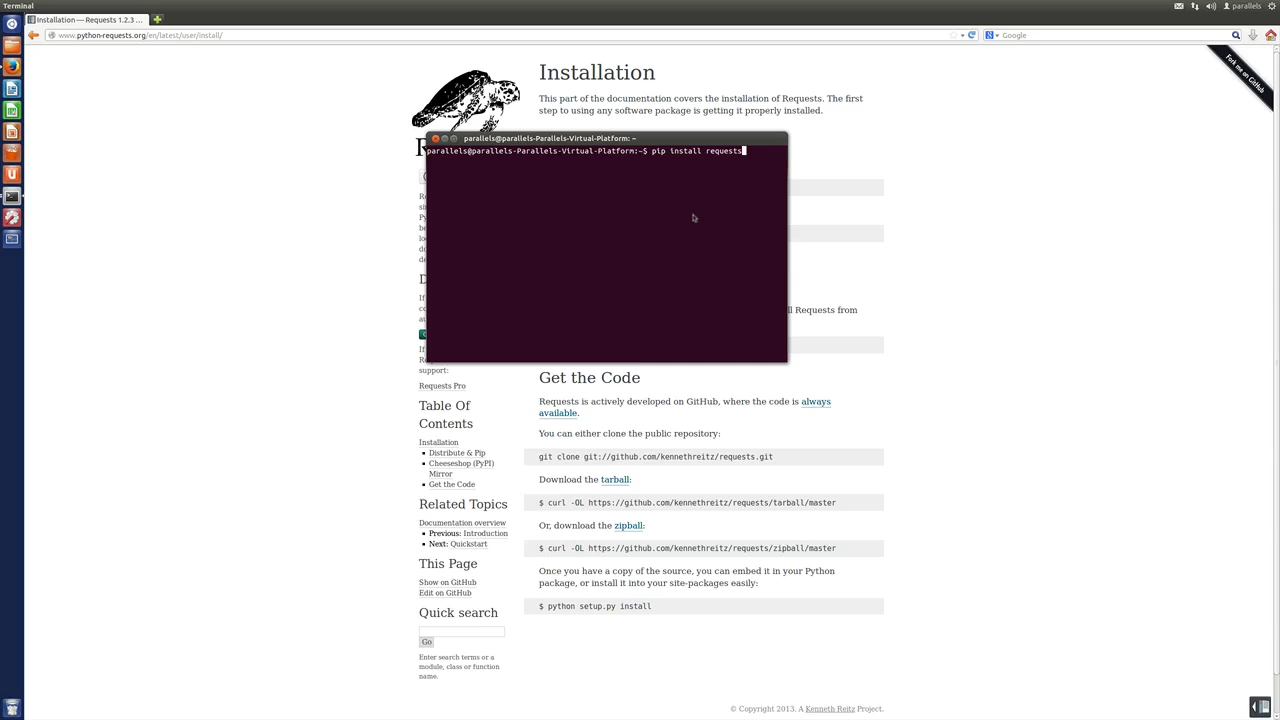 Terminal
parallels
Installation — Requests 1.2.3 ...
www.python-requests.org/en/latest/user/install/
Google
Fork me on GitHub
Installation
This part of the documentation covers the installation of Requests. The first
step to using any software package is getting it properly installed.
parallels@parallels-Parallels-Virtual-Platform: ~
parallels@parallels-Parallels-Virtual-Platform:~$ pip install requests
ll Requests from
support:
Requests Pro
Table Of
Contents
Installation
Distribute & Pip
Cheeseshop (PyPI)
Mirror
Get the Code
Related Topics
Documentation overview
Previous: Introduction
Next: Quickstart
This Page
Show on GitHub
Edit on GitHub
Quick search
Go
Enter search terms or a
module, class or function
name.
Get the Code
Requests is actively developed on GitHub, where the code is always
available.
You can either clone the public repository:
git clone git://github.com/kennethreitz/requests.git
Download the tarball:
$ curl -OL https://github.com/kennethreitz/requests/tarball/master
Or, download the zipball:
$ curl -OL https://github.com/kennethreitz/requests/zipball/master
Once you have a copy of the source, you can embed it in your Python
package, or install it into your site-packages easily:
$ python setup.py install
© Copyright 2013. A Kenneth Reitz Project.